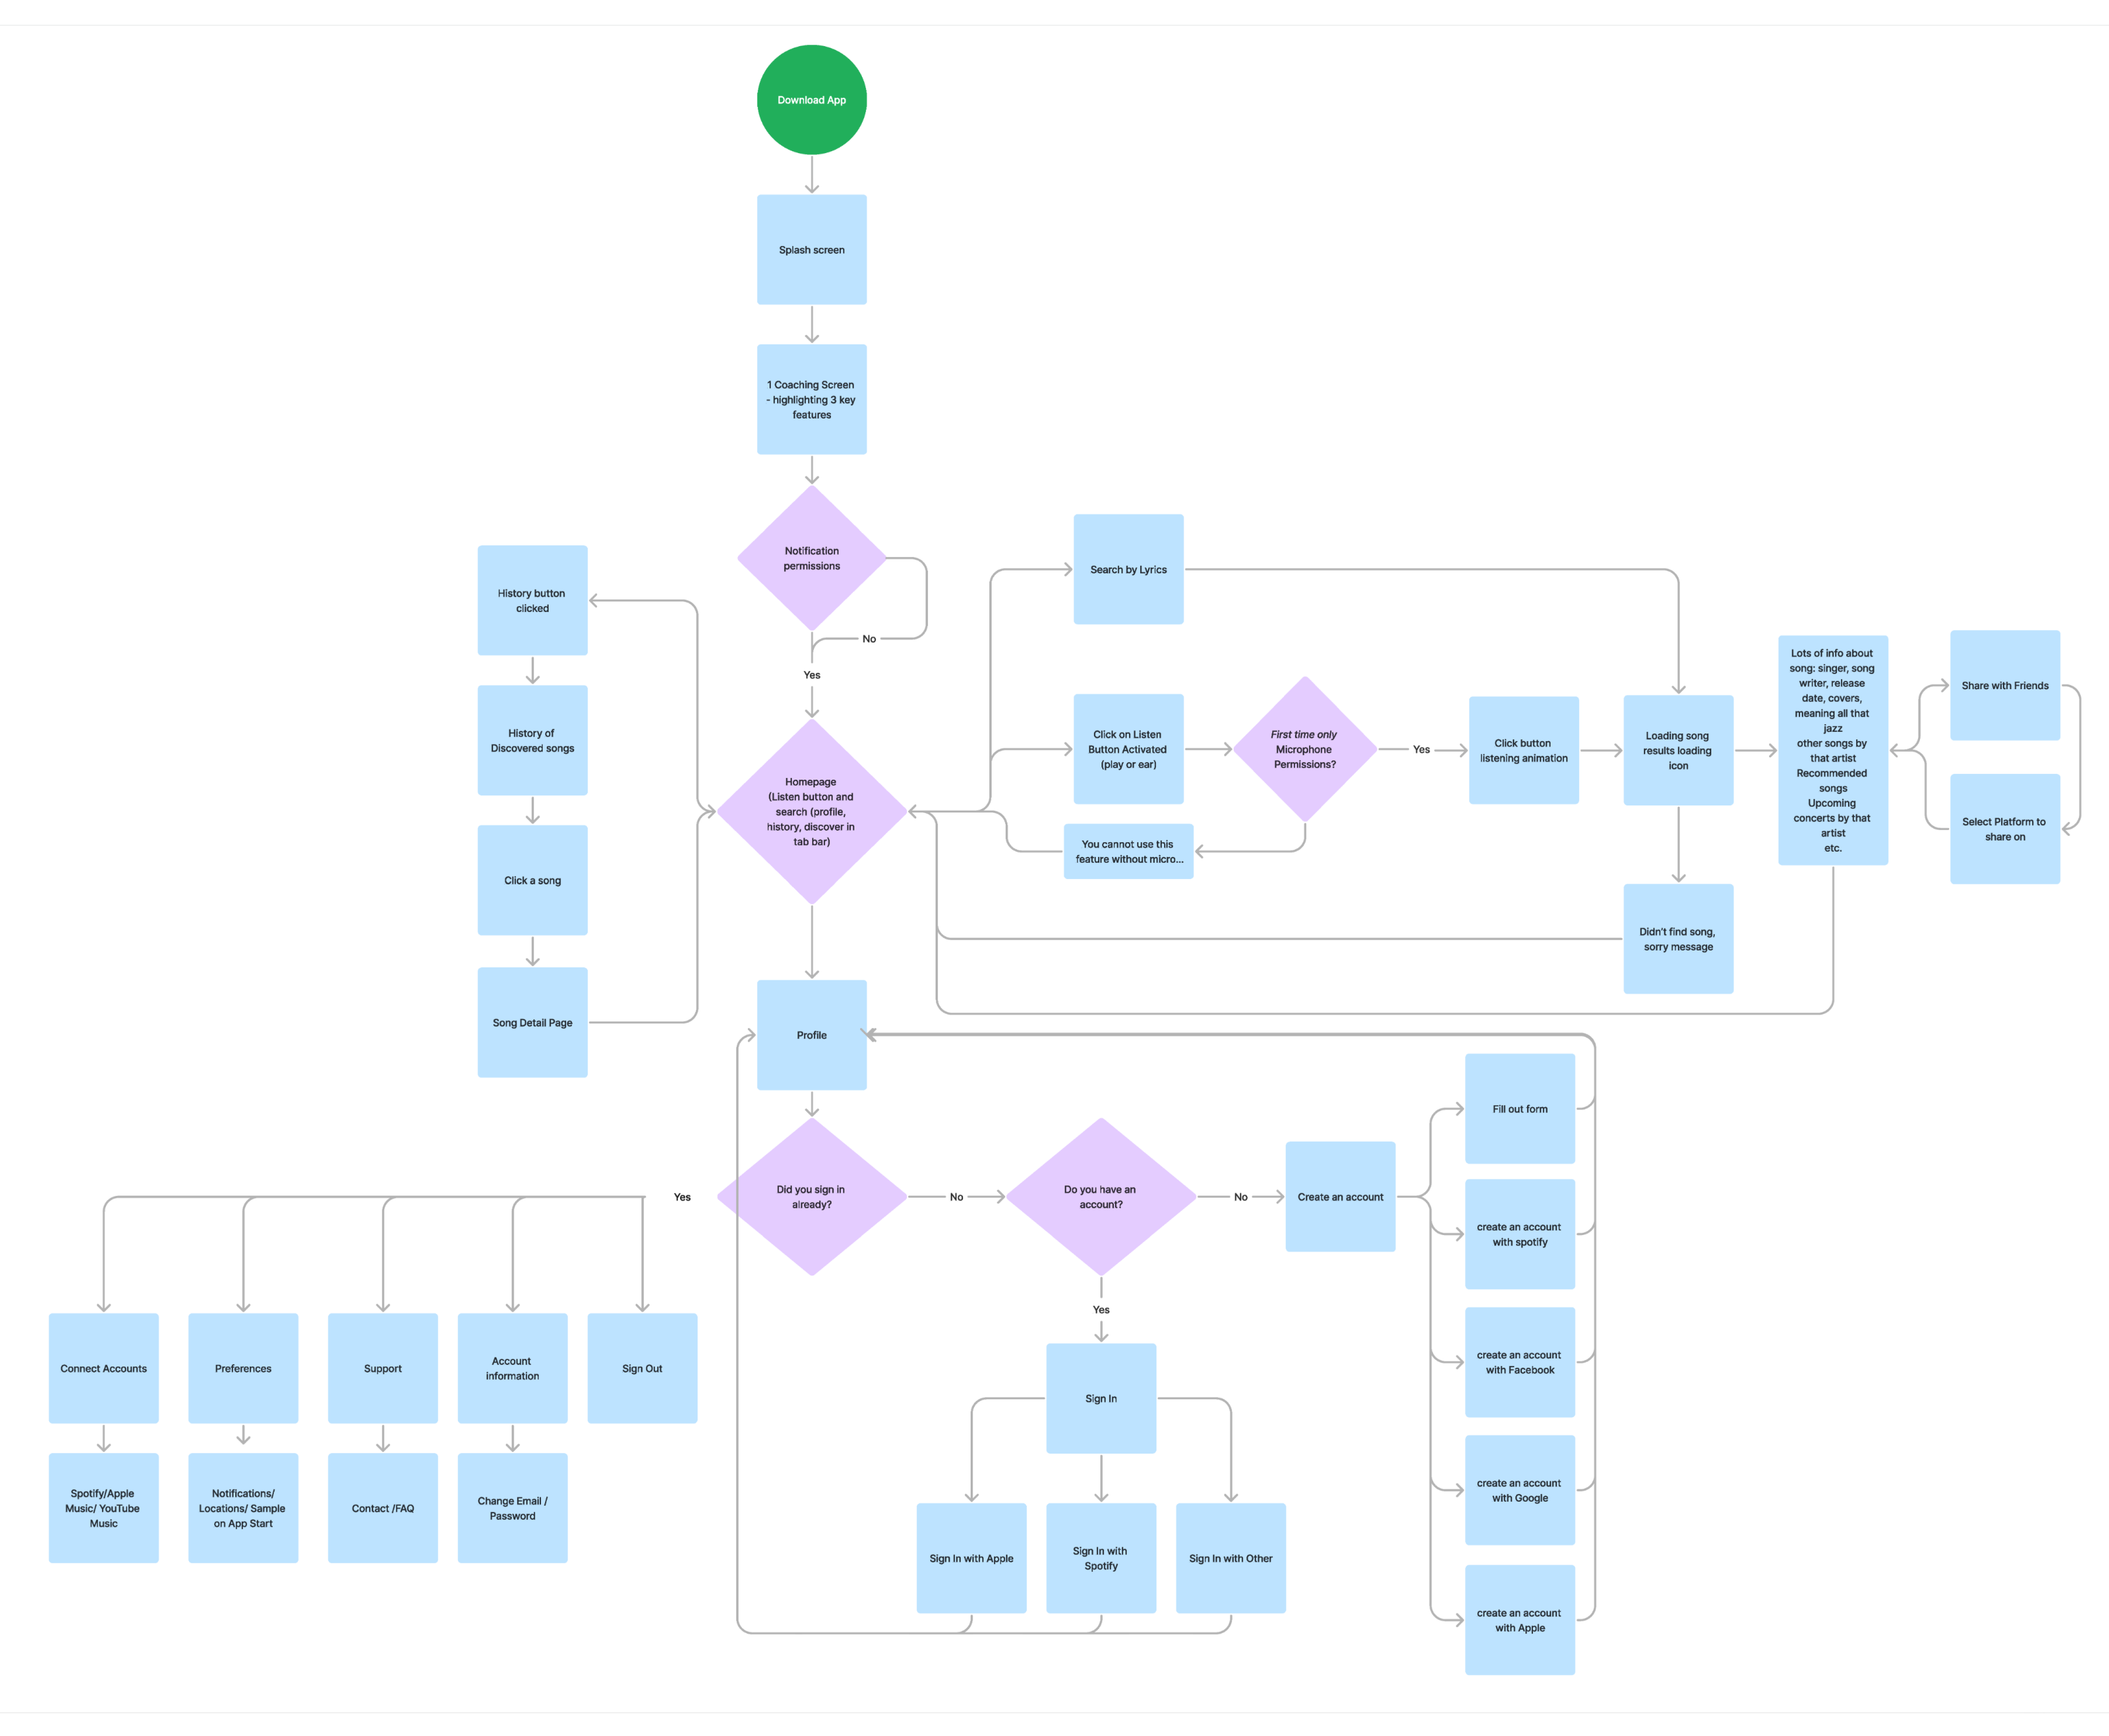 Download App
Splash screen
1 Coaching Screen
- highlighting 3 key
features
Notification
permissions
No
Yes
History button
clicked
History of
Discovered songs
Click a song
Song Detail Page
Homepage
(Listen button and
search (profile,
history, discover in
tab bar)
Search by Lyrics
Click on Listen
Button Activated
(play or ear)
First time only
Microphone
Permissions?
Yes
You cannot use this
feature without micro...
Click button
listening animation
Loading song
results loading
icon
Didn't find song,
sorry message
Lots of info about
song: singer, song
writer, release
date, covers,
meaning all that
jazz
other songs by
that artist
Recommended
songs
Upcoming
concerts by that
artist
etc.
Share with Friends
Select Platform to
share on
Profile
Did you sign in
already?
Yes
No
Do you have an
account?
No
Yes
Create an account
Fill out form
create an account
with spotify
create an account
with Facebook
create an account
with Google
create an account
with Apple
Sign In
Sign In with Apple
Sign In with
Spotify
Sign In with Other
Connect Accounts
Preferences
Support
Account
information
Sign Out
Spotify/Apple
Music/ YouTube
Music
Notifications/
Locations/ Sample
on App Start
Contact /FAQ
Change Email /
Password